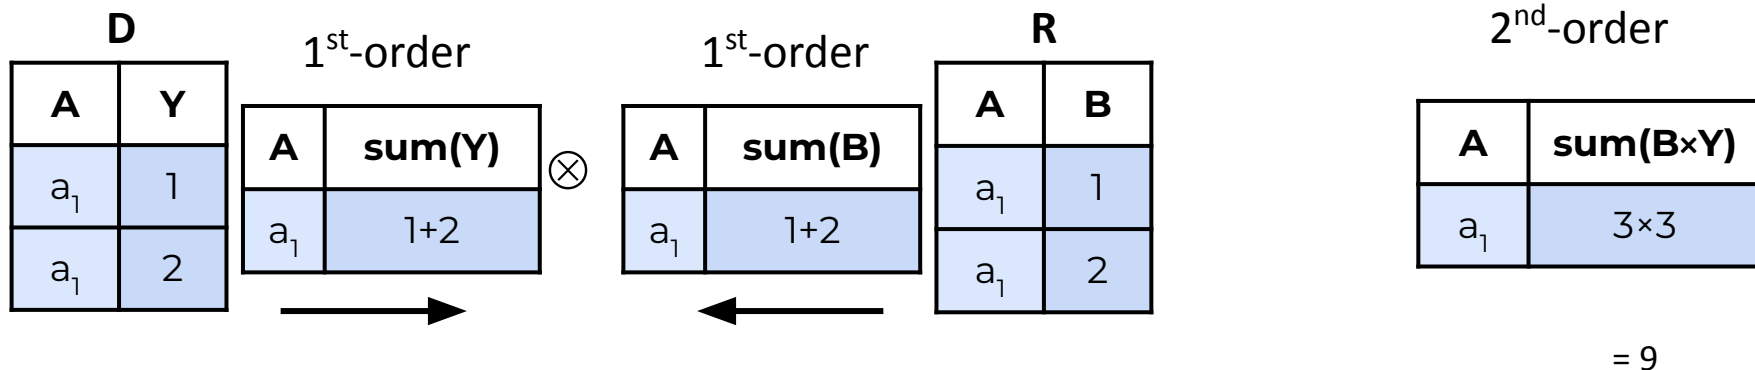 D
A Y
a₁ 1
a₁ 2
1ˢᵗ-order
A sum(Y)
a₁ 1+2
⊗
1ˢᵗ-order
A sum(B)
a₁ 1+2
R
A B
a₁ 1
a₁ 2
2ⁿᵈ-order
A sum(B×Y)
a₁ 3×3
= 9